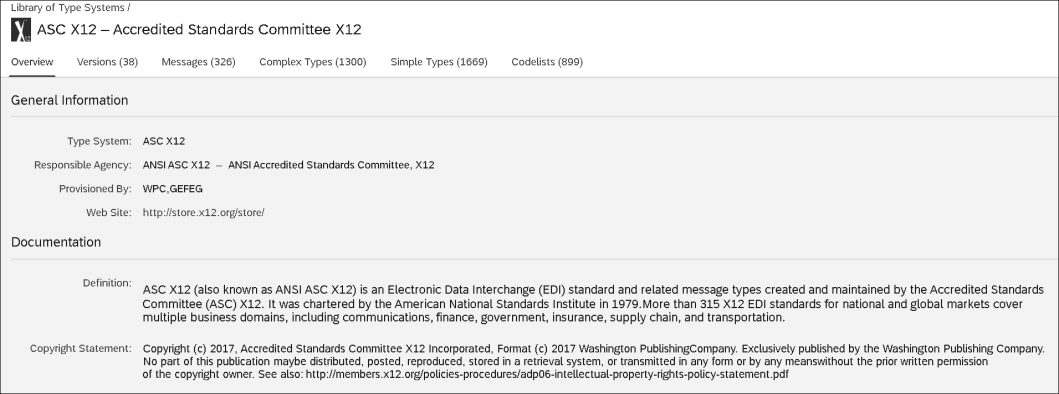 Library of Type Systems /
ASC X12 – Accredited Standards Committee X12
Overview Versions (38) Messages (326) Complex Types (1300) Simple Types (1669) Codelists (899)
General Information
Type System: ASC X12
Responsible Agency: ANSI ASC X12 – ANSI Accredited Standards Committee, X12
Provisioned By: WPC,GEFEG
Web Site: http://store.x12.org/store/
Documentation
Definition: ASC X12 (also known as ANSI ASC X12) is an Electronic Data Interchange (EDI) standard and related message types created and maintained by the Accredited Standards
Committee (ASC) X12. It was chartered by the American National Standards Institute in 1979.More than 315 X12 EDI standards for national and global markets cover
multiple business domains, including communications, finance, government, insurance, supply chain, and transportation.
Copyright Statement: Copyright (c) 2017, Accredited Standards Committee X12 Incorporated, Format (c) 2017 Washington PublishingCompany. Exclusively published by the Washington Publishing Company.
No part of this publication maybe distributed, posted, reproduced, stored in a retrieval system, or transmitted in any form or by any meanswithout the prior written permission
of the copyright owner. See also: http://members.x12.org/policies-procedures/adp06-intellectual-property-rights-policy-statement.pdf